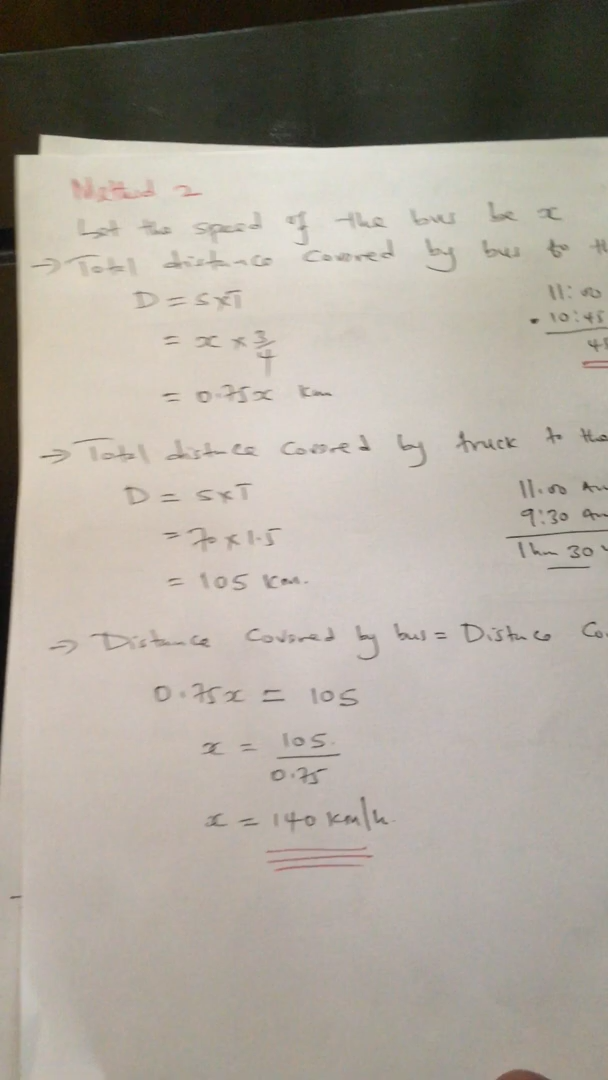 Method 2
Let the speed of the bus be x
→ Total distance covered by bus to the
D = S×T
11:00
= x × 3/4
10:45
45
= 0.75x Km
→ Total distance covered by truck to the
D = S×T
11.00 Am
= 70 × 1.5
9:30 am
1hr 30
= 105 Km.
→ Distance Covered by bus = Distance Co
0.75x = 105
x = 105 / 0.75
x = 140 km/h.